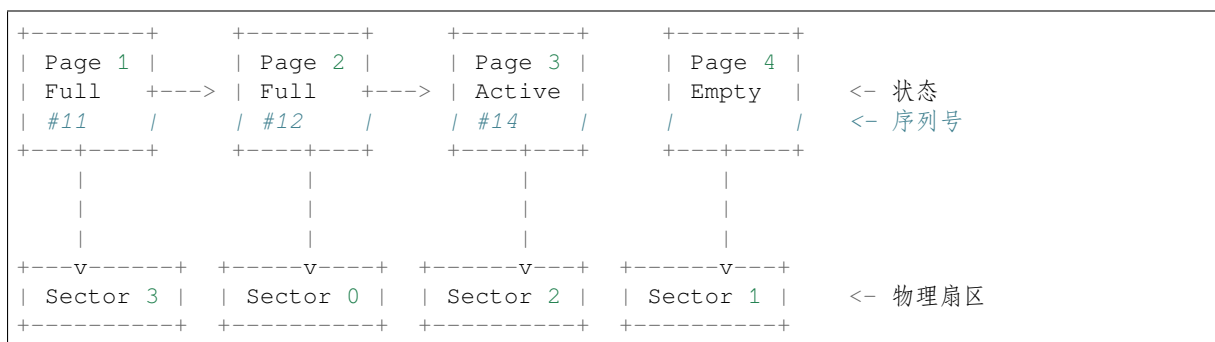 +--------+     +--------+     +--------+     +--------+
| Page 1 |     | Page 2 |     | Page 3 |     | Page 4 |
| Full   +---> | Full   +---> | Active |     | Empty  |   <- 状态
| #11    |     | #12    |     | #14    |     |        |   <- 序列号
+---+----+     +----+---+     +----+---+     +---+----+
    |               |              |             |
    |               |              |             |
    |               |              |             |
+---v------+  +-----v----+  +------v---+  +------v---+
| Sector 3 |  | Sector 0 |  | Sector 2 |  | Sector 1 |   <- 物理扇区
+----------+  +----------+  +----------+  +----------+